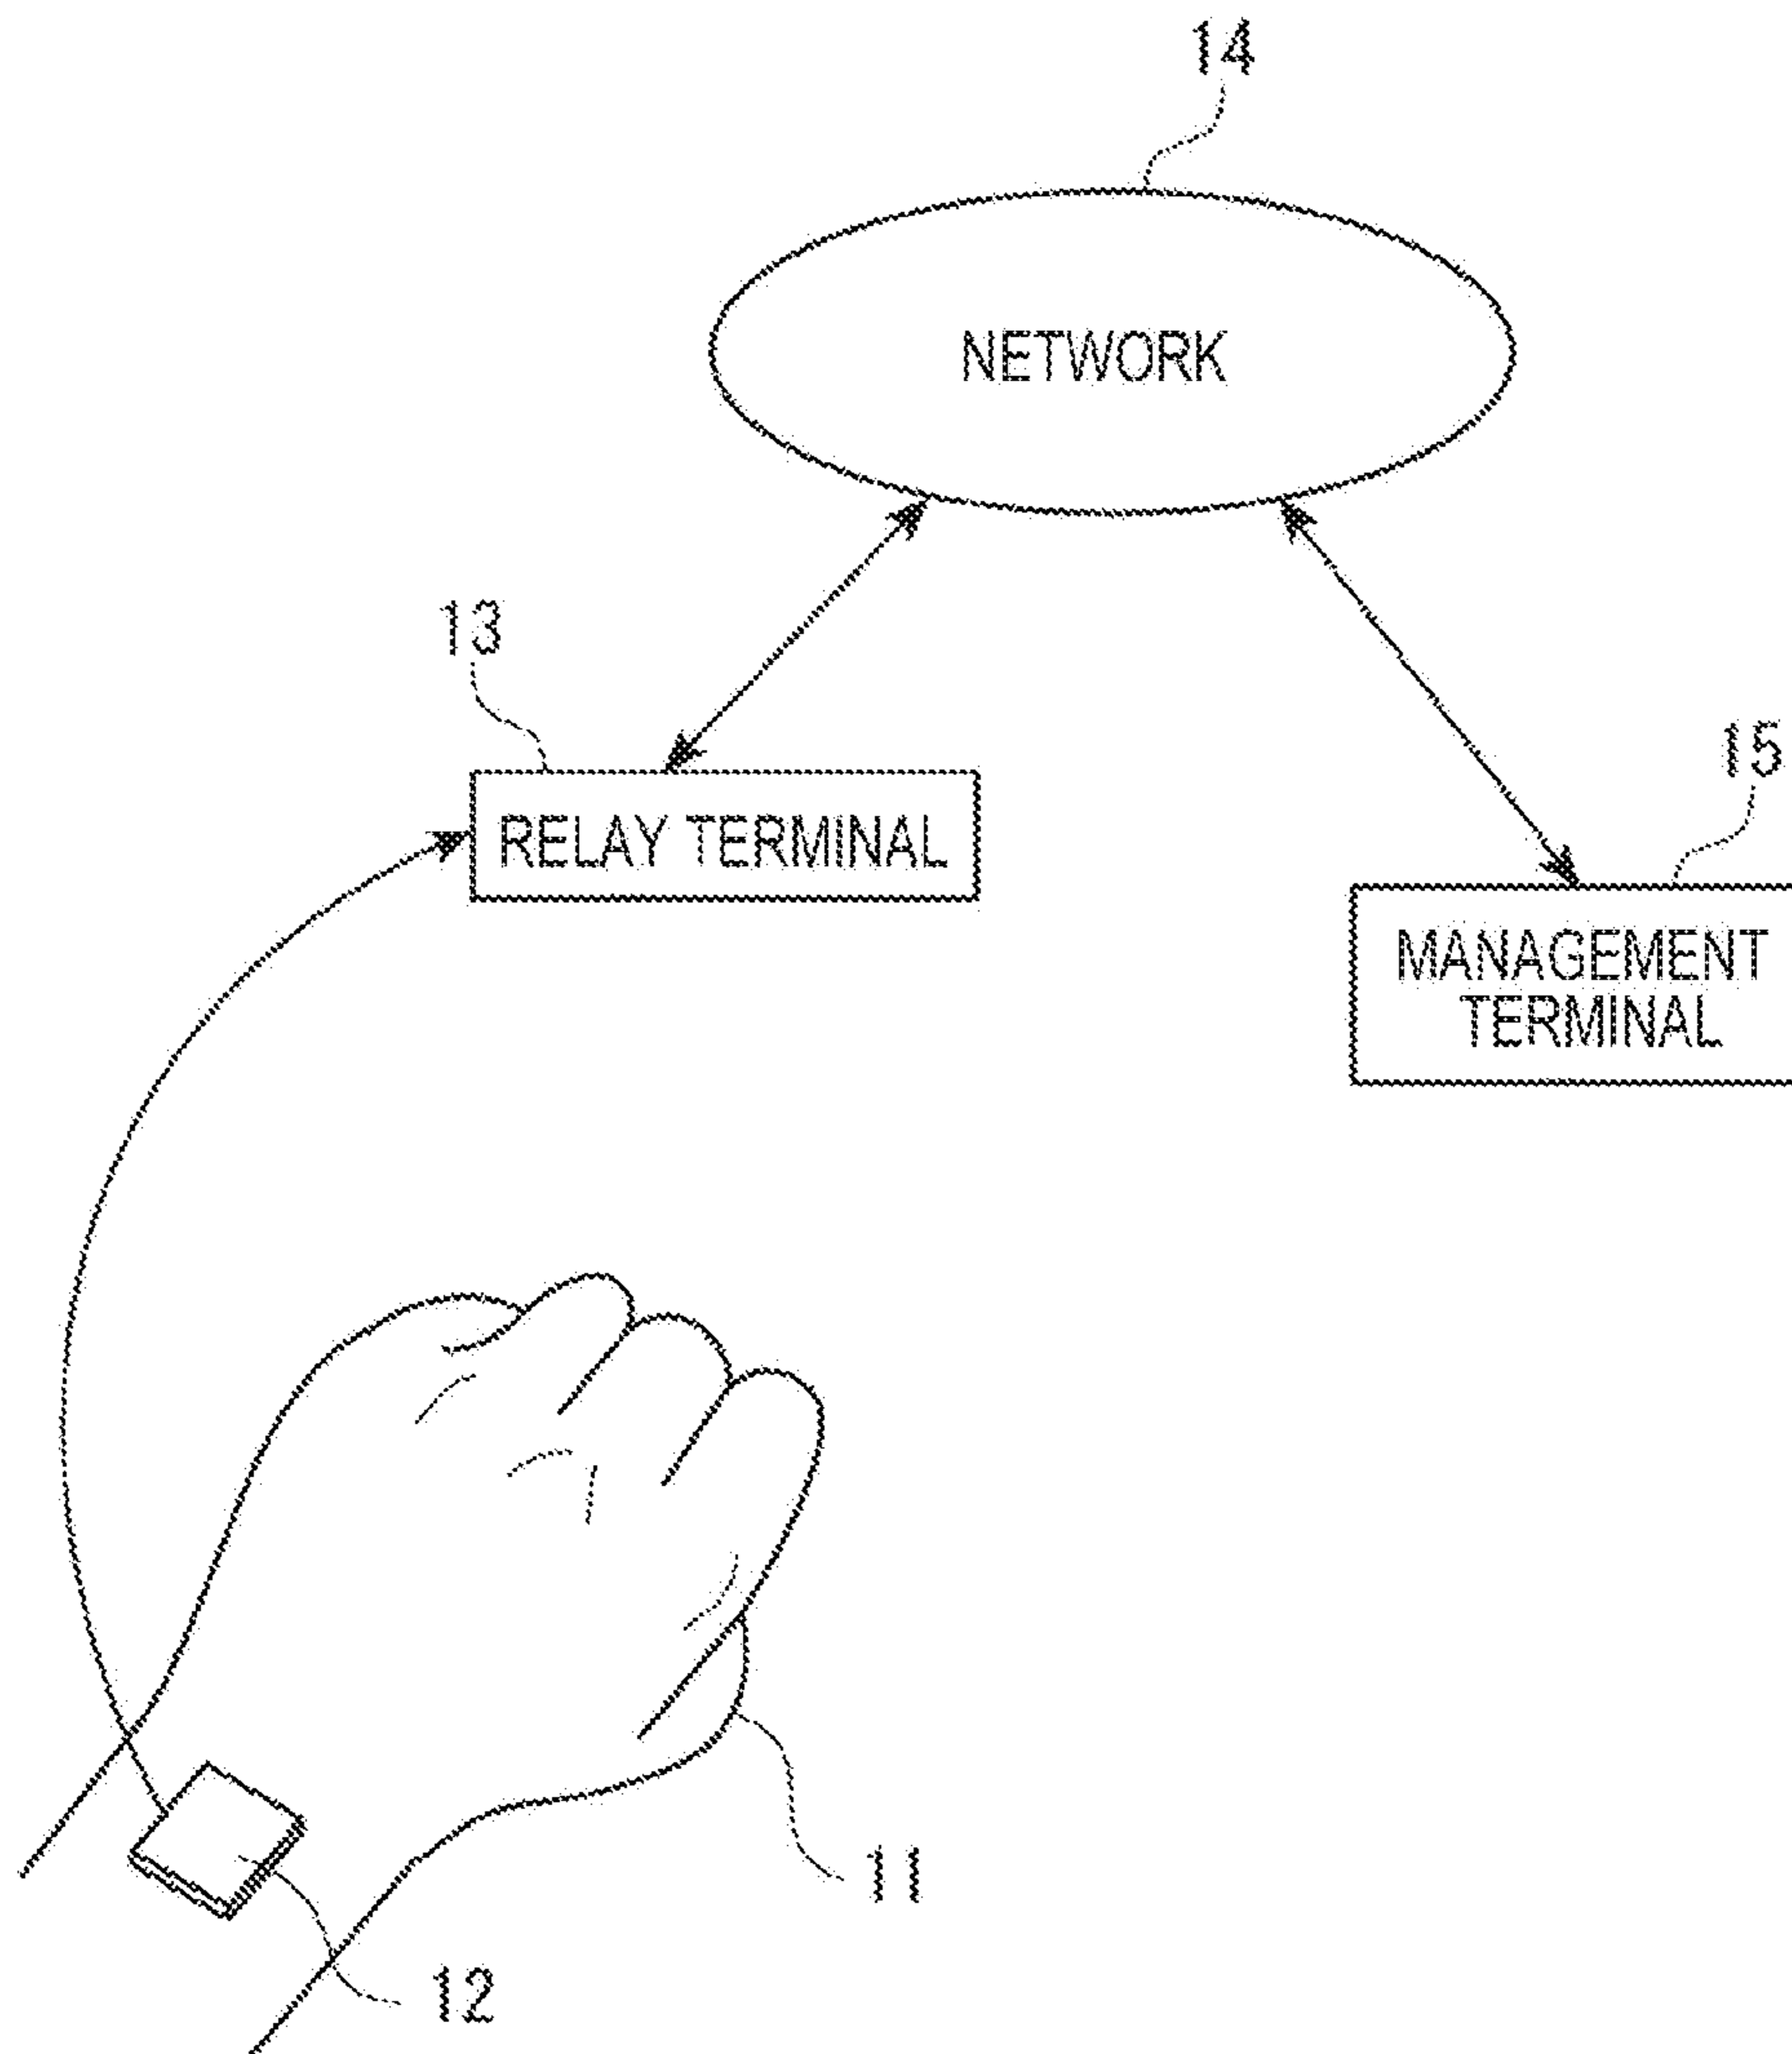 14
NETWORK
13
RELAY TERMINAL
15
MANAGEMENT
TERMINAL
11
12